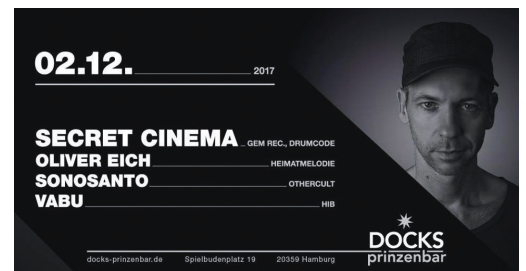 02.12. 2017
SECRET CINEMA GEM REC., DRUMCODE
OLIVER EICH HEIMATMELODIE
SONOSANTO OTHERCULT
VABU HIB
DOCKS
prinzenbar
docks-prinzenbar.de Spielbudenplatz 19 20359 Hamburg